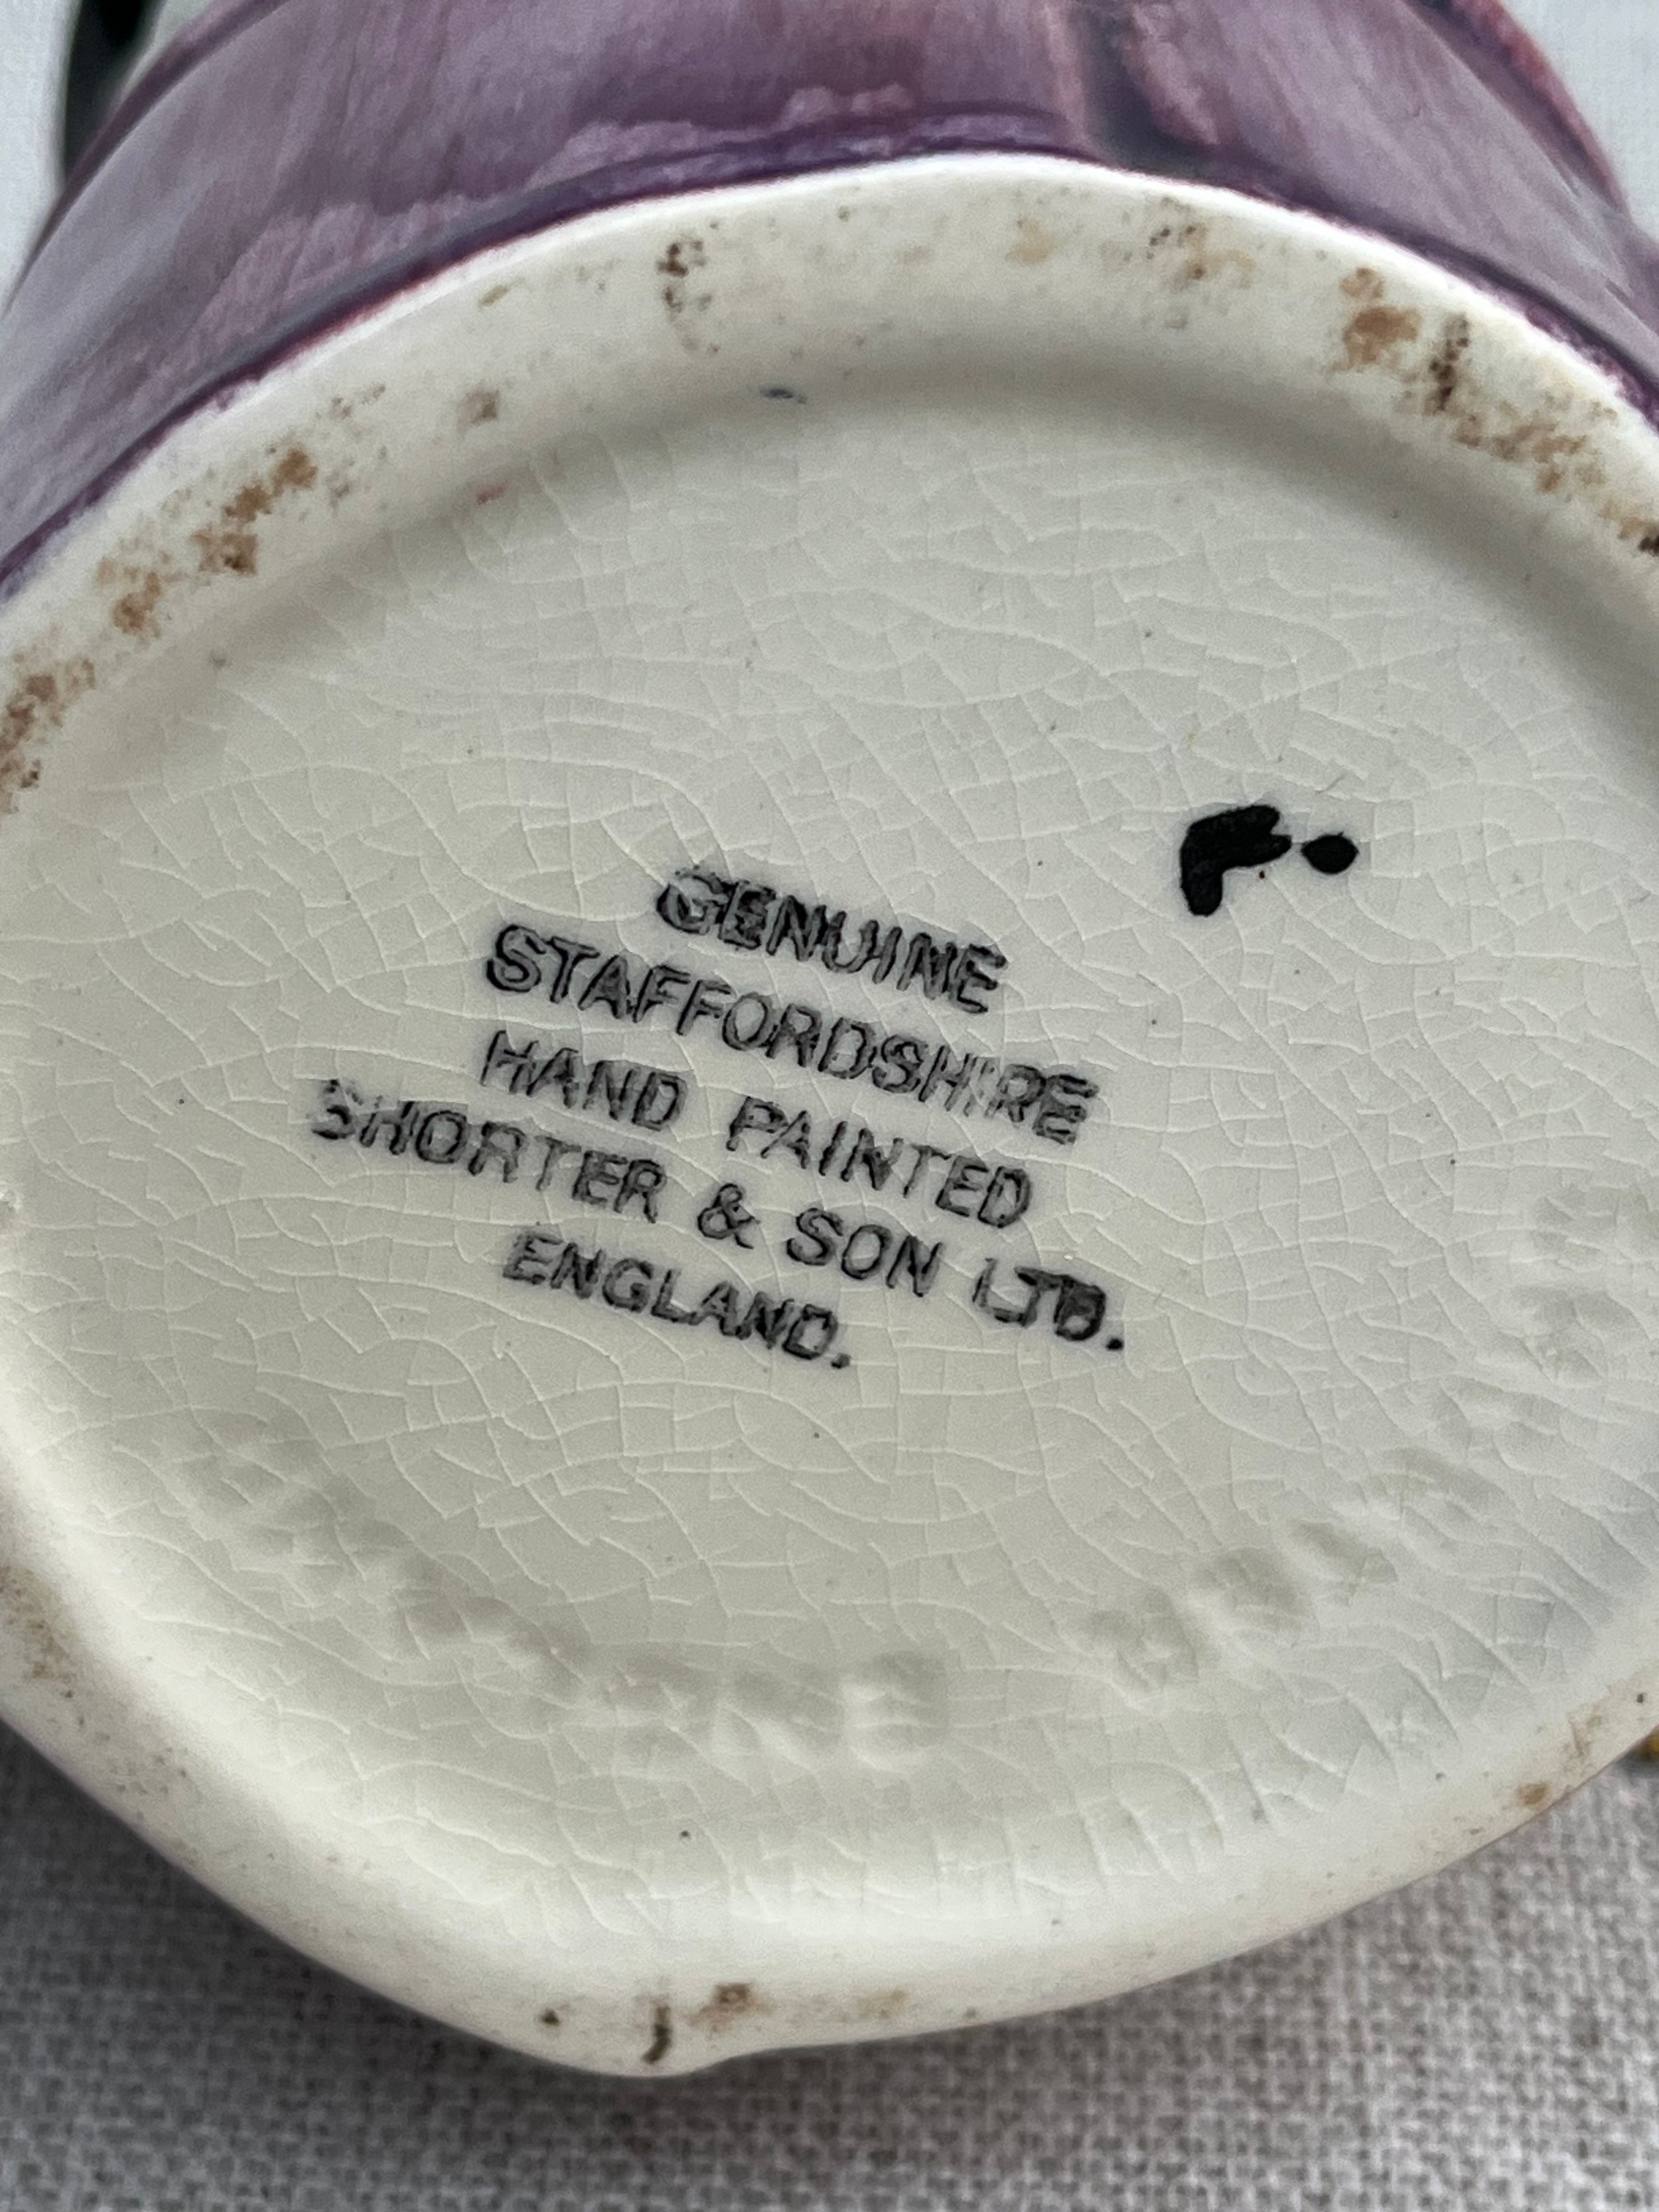 GENUINE
STAFFORDSHIRE
HAND PAINTED
SHORTER & SON LTD.
ENGLAND.